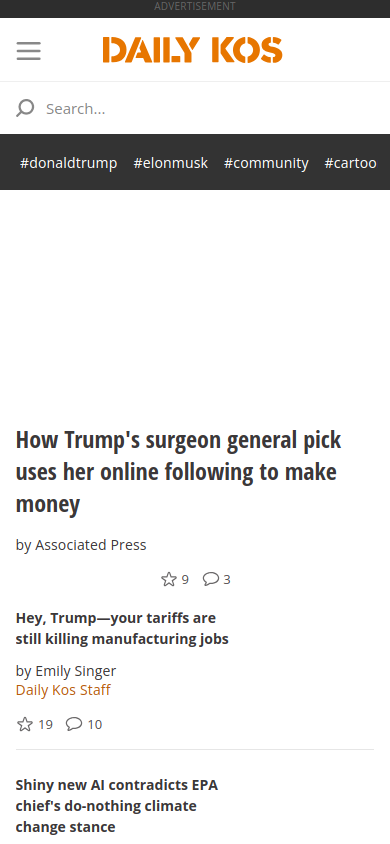 ADVERTISEMENT
DAILY KOS
Search...
#donaldtrump #elonmusk #community #cartoo
How Trump's surgeon general pick
uses her online following to make
money
by Associated Press
9 3
Hey, Trump—your tariffs are
still killing manufacturing jobs
by Emily Singer
Daily Kos Staff
19 10
Shiny new AI contradicts EPA
chief's do-nothing climate
change stance